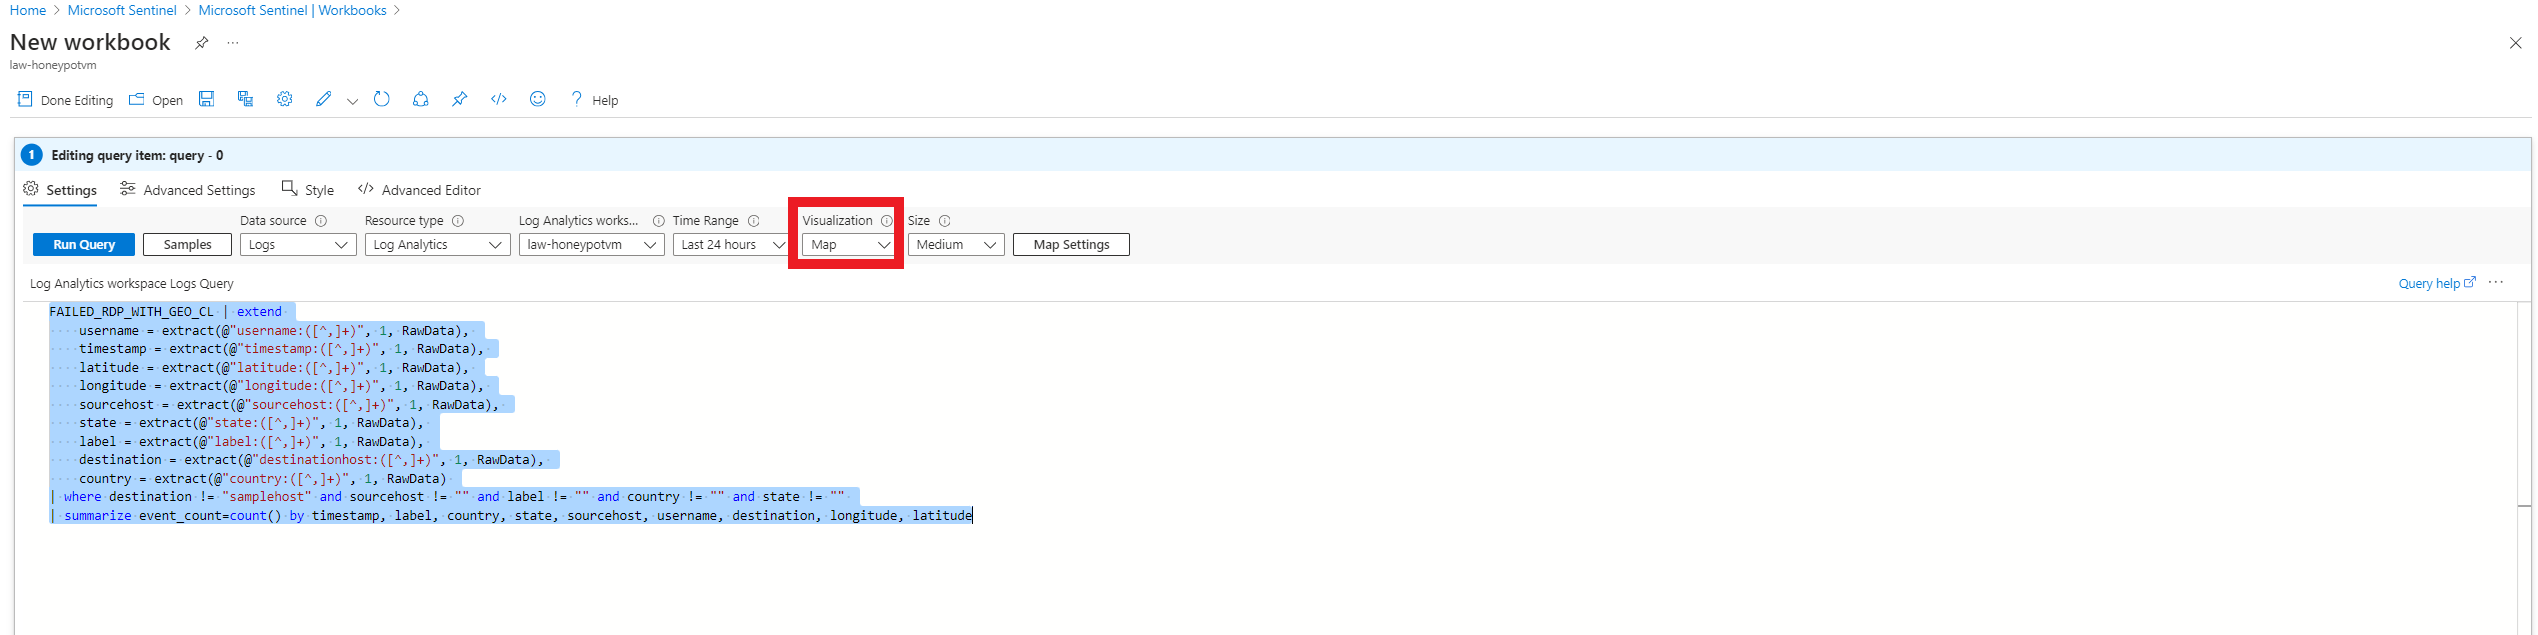 Home > Microsoft Sentinel > Microsoft Sentinel | Workbooks >
New workbook ...
law-honeypotvm
Done Editing Open ? Help
1 Editing query item: query - 0
Settings Advanced Settings Style </> Advanced Editor
Data source Resource type Log Analytics works... Time Range Visualization Size
Run Query Samples Logs Log Analytics law-honeypotvm Last 24 hours Map Medium Map Settings
Log Analytics workspace Logs Query Query help ...
FAILED_RDP_WITH_GEO_CL | extend
username = extract(@"username:([^,]+)", 1, RawData),
timestamp = extract(@"timestamp:([^,]+)", 1, RawData),
latitude = extract(@"latitude:([^,]+)", 1, RawData),
longitude = extract(@"longitude:([^,]+)", 1, RawData),
sourcehost = extract(@"sourcehost:([^,]+)", 1, RawData),
state = extract(@"state:([^,]+)", 1, RawData),
label = extract(@"label:([^,]+)", 1, RawData),
destination = extract(@"destinationhost:([^,]+)", 1, RawData),
country = extract(@"country:([^,]+)", 1, RawData)
| where destination != "samplehost" and sourcehost != "" and label != "" and country != "" and state != ""
| summarize event_count=count() by timestamp, label, country, state, sourcehost, username, destination, longitude, latitude